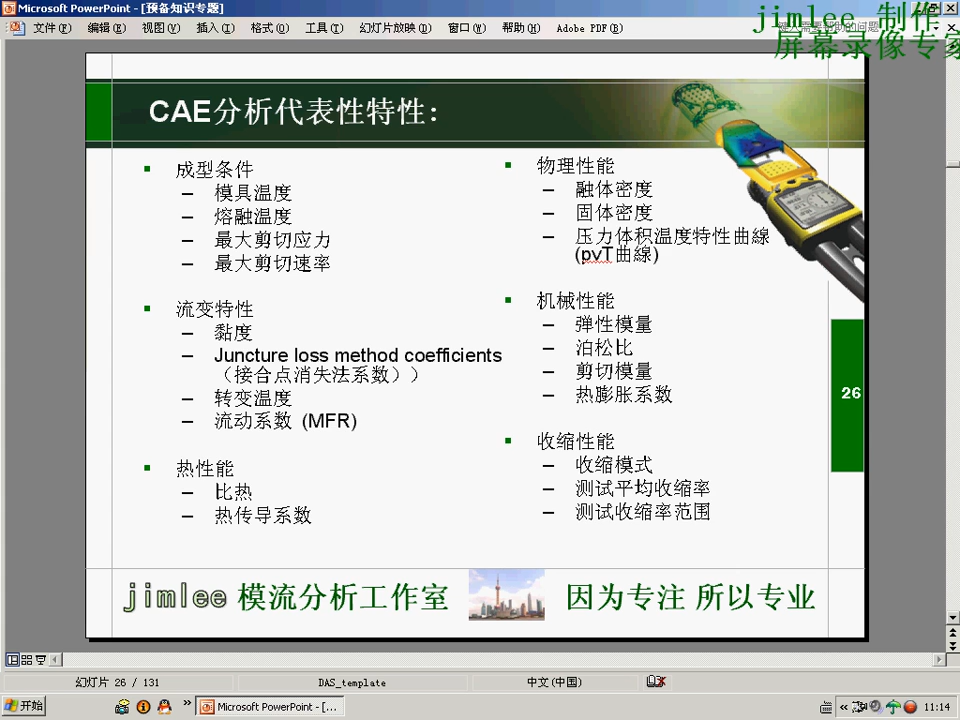 Microsoft PowerPoint - [预备知识专题]
jimlee 制作
文件(F) 编辑(E) 视图(V) 插入(I) 格式(O) 工具(T) 幻灯片放映(D) 窗口(W) 帮助(H) Adobe PDF(B)
屏幕录像专家
CAE分析代表性特性：
成型条件
– 模具温度
– 熔融温度
– 最大剪切应力
– 最大剪切速率
流变特性
– 黏度
– Juncture loss method coefficients
（接合点消失法系数））
– 转变温度
– 流动系数 (MFR)
热性能
– 比热
– 热传导系数
物理性能
– 融体密度
– 固体密度
– 压力体积温度特性曲線
(pvT曲線)
机械性能
– 弹性模量
– 泊松比
– 剪切模量
– 热膨胀系数
收缩性能
– 收缩模式
– 测试平均收缩率
– 测试收缩率范围
26
jimlee 模流分析工作室 因为专注 所以专业
幻灯片 26 / 131 DAS_template 中文(中国)
开始 » Microsoft PowerPoint - [... « 11:14